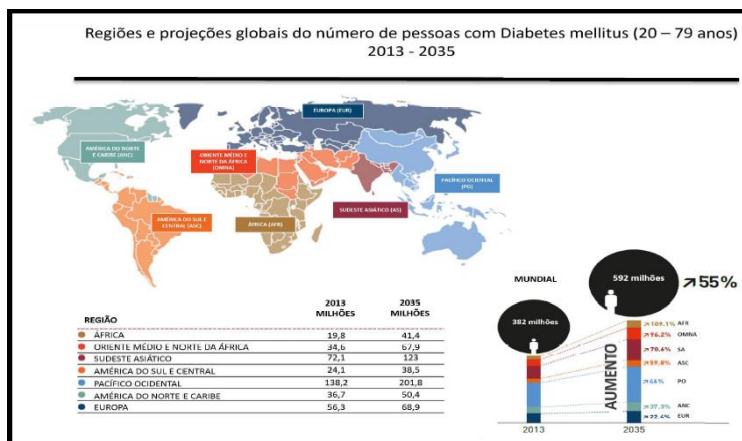 Regiões e projeções globais do número de pessoas com Diabetes mellitus (20 – 79 anos)
2013 - 2035
EUROPA (EUR)
AMÉRICA DO NORTE
E CARIBE (ANC)
ORIENTE MÉDIO E
NORTE DA ÁFRICA
(OMNA)
PACÍFICO OCIDENTAL
(PO)
SUDESTE ASIÁTICO (AS)
AMÉRICA DO SUL E
CENTRAL (ASC)
ÁFRICA (AFR)
REGIÃO 2013 MILHÕES 2035 MILHÕES
ÁFRICA 19,8 41,4
ORIENTE MÉDIO E NORTE DA ÁFRICA 34,6 67,9
SUDESTE ASIÁTICO 72,1 123
AMÉRICA DO SUL E CENTRAL 24,1 38,5
PACÍFICO OCIDENTAL 138,2 201,8
AMÉRICA DO NORTE E CARIBE 36,7 50,4
EUROPA 56,3 68,9
MUNDIAL
382 milhões
592 milhões
↗55%
AUMENTO
↗109.1% AFR
↗96.2% OMNA
↗70.6% SA
↗59.8% ASC
↗46% PO
↗37.3% ANC
↗22.4% EUR
2013 2035